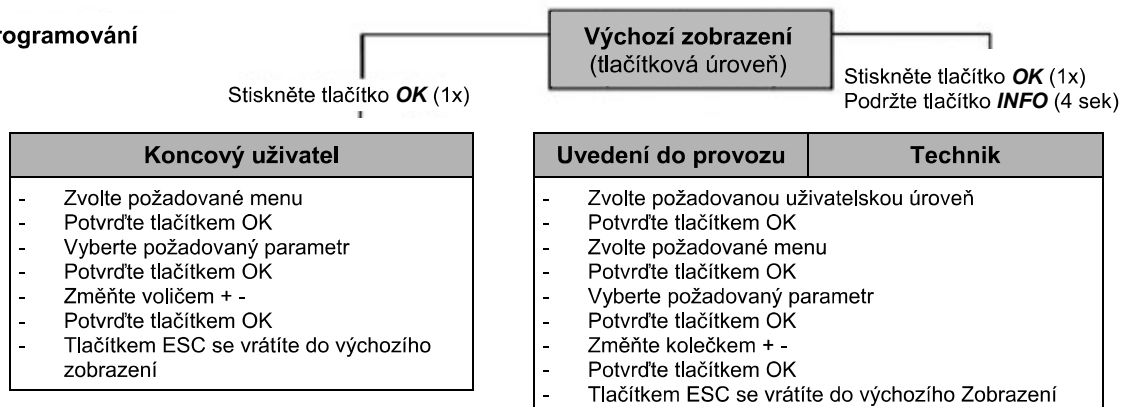 rogramování
Výchozí zobrazení
(tlačítková úroveň)
Stiskněte tlačítko OK (1x)
Stiskněte tlačítko OK (1x)
Podržte tlačítko INFO (4 sek)
Koncový uživatel
- Zvolte požadované menu
- Potvrďte tlačítkem OK
- Vyberte požadovaný parametr
- Potvrďte tlačítkem OK
- Změňte voličem + -
- Potvrďte tlačítkem OK
- Tlačítkem ESC se vrátíte do výchozího
zobrazení
Uvedení do provozu
Technik
- Zvolte požadovanou uživatelskou úroveň
- Potvrďte tlačítkem OK
- Zvolte požadované menu
- Potvrďte tlačítkem OK
- Vyberte požadovaný parametr
- Potvrďte tlačítkem OK
- Změňte kolečkem + -
- Potvrďte tlačítkem OK
- Tlačítkem ESC se vrátíte do výchozího Zobrazení